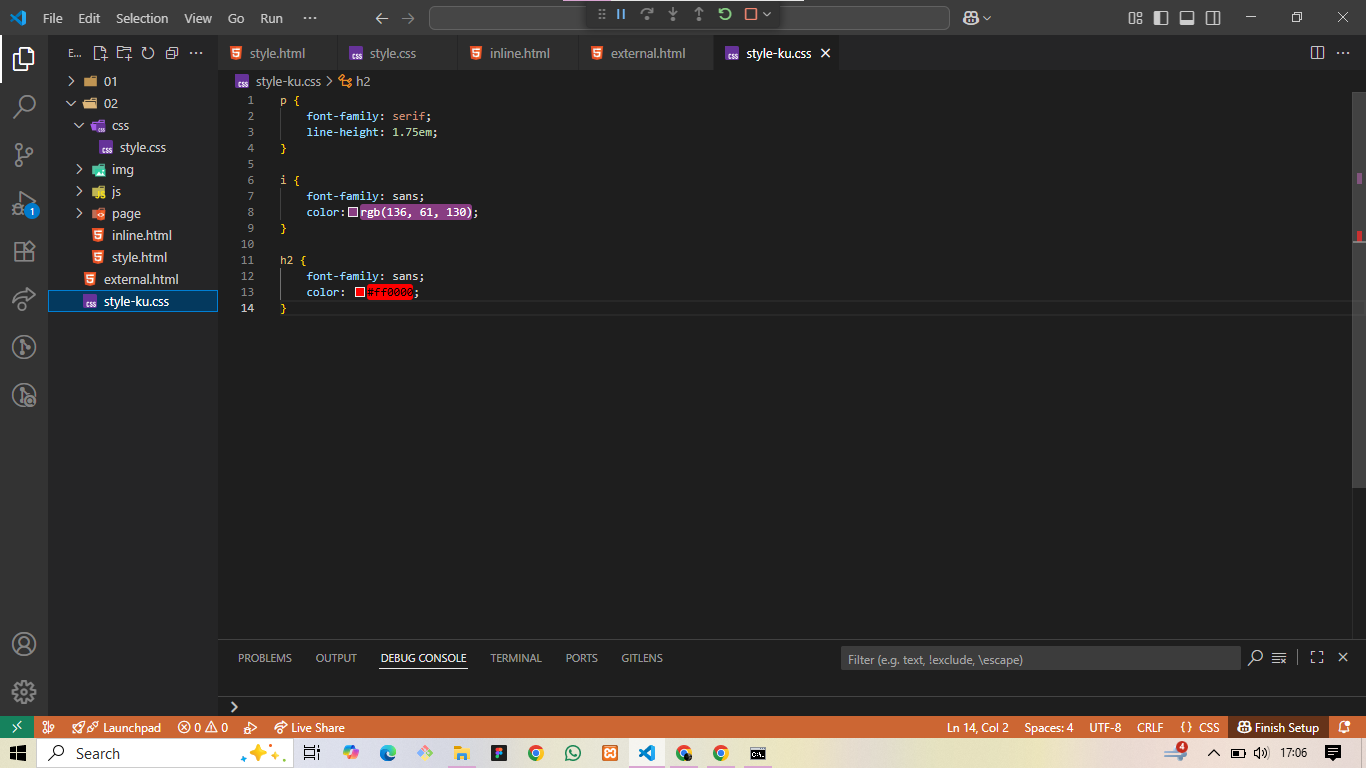 File Edit Selection View Go Run ···
E...
style.html style.css inline.html external.html style-ku.css
style-ku.css > h2
01
02
css
style.css
img
js
page
inline.html
style.html
external.html
style-ku.css
1
1 p {
2 font-family: serif;
3 line-height: 1.75em;
4 }
5
6 i {
7 font-family: sans;
8 color: rgb(136, 61, 130);
9 }
10
11 h2 {
12 font-family: sans;
13 color: #ff0000;
14 }
PROBLEMS OUTPUT DEBUG CONSOLE TERMINAL PORTS GITLENS
Filter (e.g. text, !exclude, \escape)
Launchpad 0 0 Live Share Ln 14, Col 2 Spaces: 4 UTF-8 CRLF { } CSS Finish Setup
Search 4 17:06